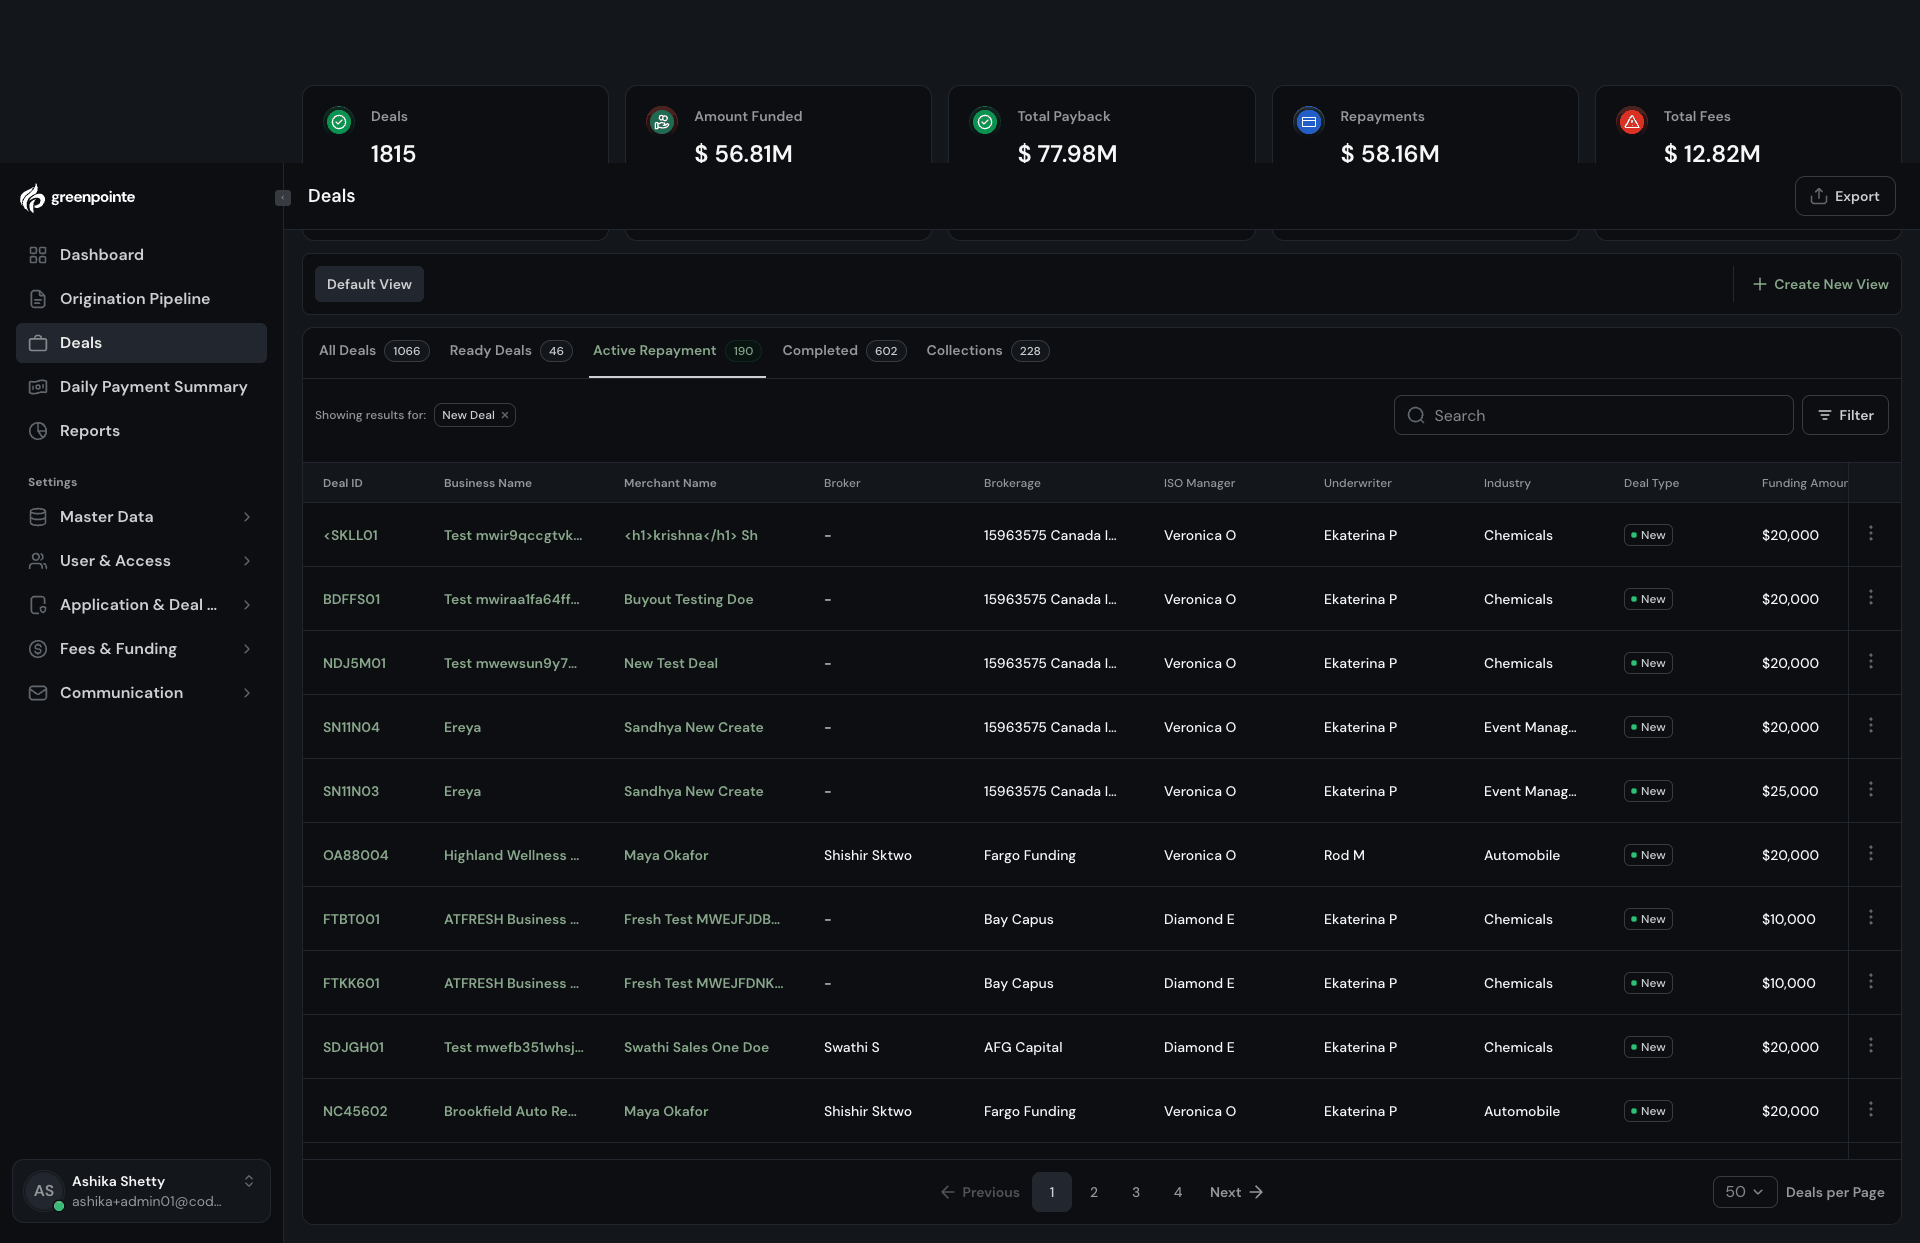 Deals
1815
Amount Funded
$ 56.81M
Total Payback
$ 77.98M
Repayments
$ 58.16M
Total Fees
$ 12.82M
greenpointe
Deals
Export
Dashboard
Origination Pipeline
Deals
Daily Payment Summary
Reports
Settings
Master Data
User & Access
Application & Deal ...
Fees & Funding
Communication
AS
Ashika Shetty
ashika+admin01@cod...
Default View
Create New View
All Deals 1066 Ready Deals 46 Active Repayment 190 Completed 602 Collections 228
Showing results for: New Deal ×
Search
Filter
Deal ID Business Name Merchant Name Broker Brokerage ISO Manager Underwriter Industry Deal Type Funding Amoun
<SKLL01 Test mwir9qccgtvk... <h1>krishna</h1> Sh - 15963575 Canada I... Veronica O Ekaterina P Chemicals New $20,000
BDFFS01 Test mwiraa1fa64ff... Buyout Testing Doe - 15963575 Canada I... Veronica O Ekaterina P Chemicals New $20,000
NDJ5M01 Test mwewsun9y7... New Test Deal - 15963575 Canada I... Veronica O Ekaterina P Chemicals New $20,000
SN11N04 Ereya Sandhya New Create - 15963575 Canada I... Veronica O Ekaterina P Event Manag... New $20,000
SN11N03 Ereya Sandhya New Create - 15963575 Canada I... Veronica O Ekaterina P Event Manag... New $25,000
OA88004 Highland Wellness ... Maya Okafor Shishir Sktwo Fargo Funding Veronica O Rod M Automobile New $20,000
FTBT001 ATFRESH Business ... Fresh Test MWEJFJDB... - Bay Capus Diamond E Ekaterina P Chemicals New $10,000
FTKK601 ATFRESH Business ... Fresh Test MWEJFDNK... - Bay Capus Diamond E Ekaterina P Chemicals New $10,000
SDJGH01 Test mwefb351whsj... Swathi Sales One Doe Swathi S AFG Capital Diamond E Ekaterina P Chemicals New $20,000
NC45602 Brookfield Auto Re... Maya Okafor Shishir Sktwo Fargo Funding Veronica O Ekaterina P Automobile New $20,000
Previous 1 2 3 4 Next
50 Deals per Page